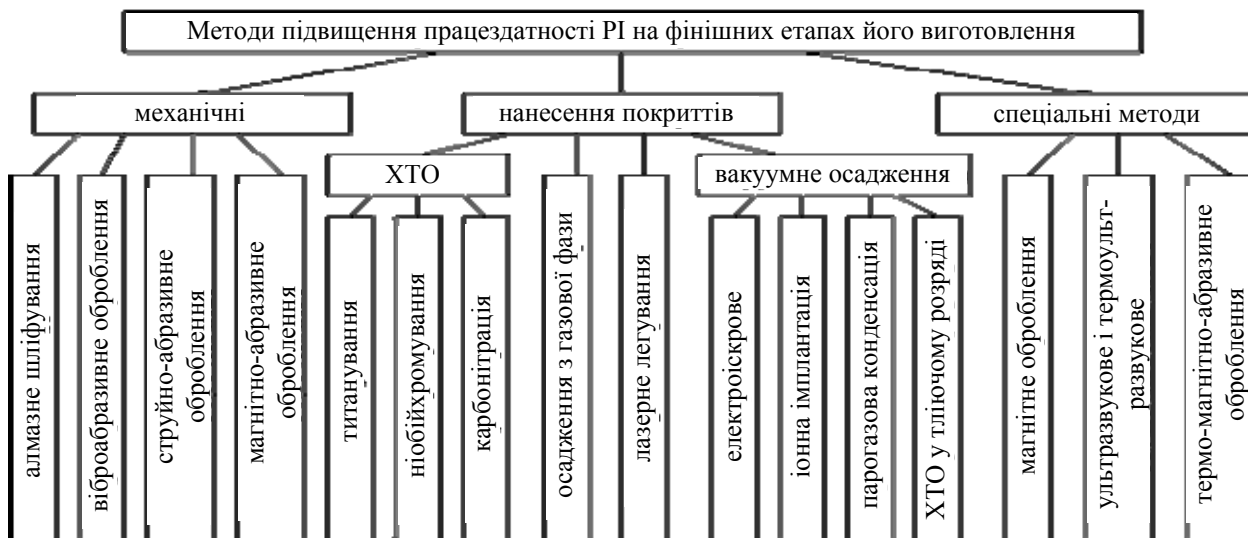 Методи підвищення працездатності РІ на фінішних етапах його виготовлення
механічні
нанесення покриттів
спеціальні методи
ХТО
вакуумне осадження
алмазне шліфування
віброабразивне оброблення
струйно-абразивне
оброблення
магнітно-абразивне
оброблення
титанування
ніобійхромування
карбонітрація
осадження з газової фази
лазерне легування
електроіскрове
іонна імплантація
парогазова конденсація
ХТО у тліючому розряді
магнітне оброблення
ультразвукове і термоульт-
развукове
термо-магнітно-абразивне
оброблення